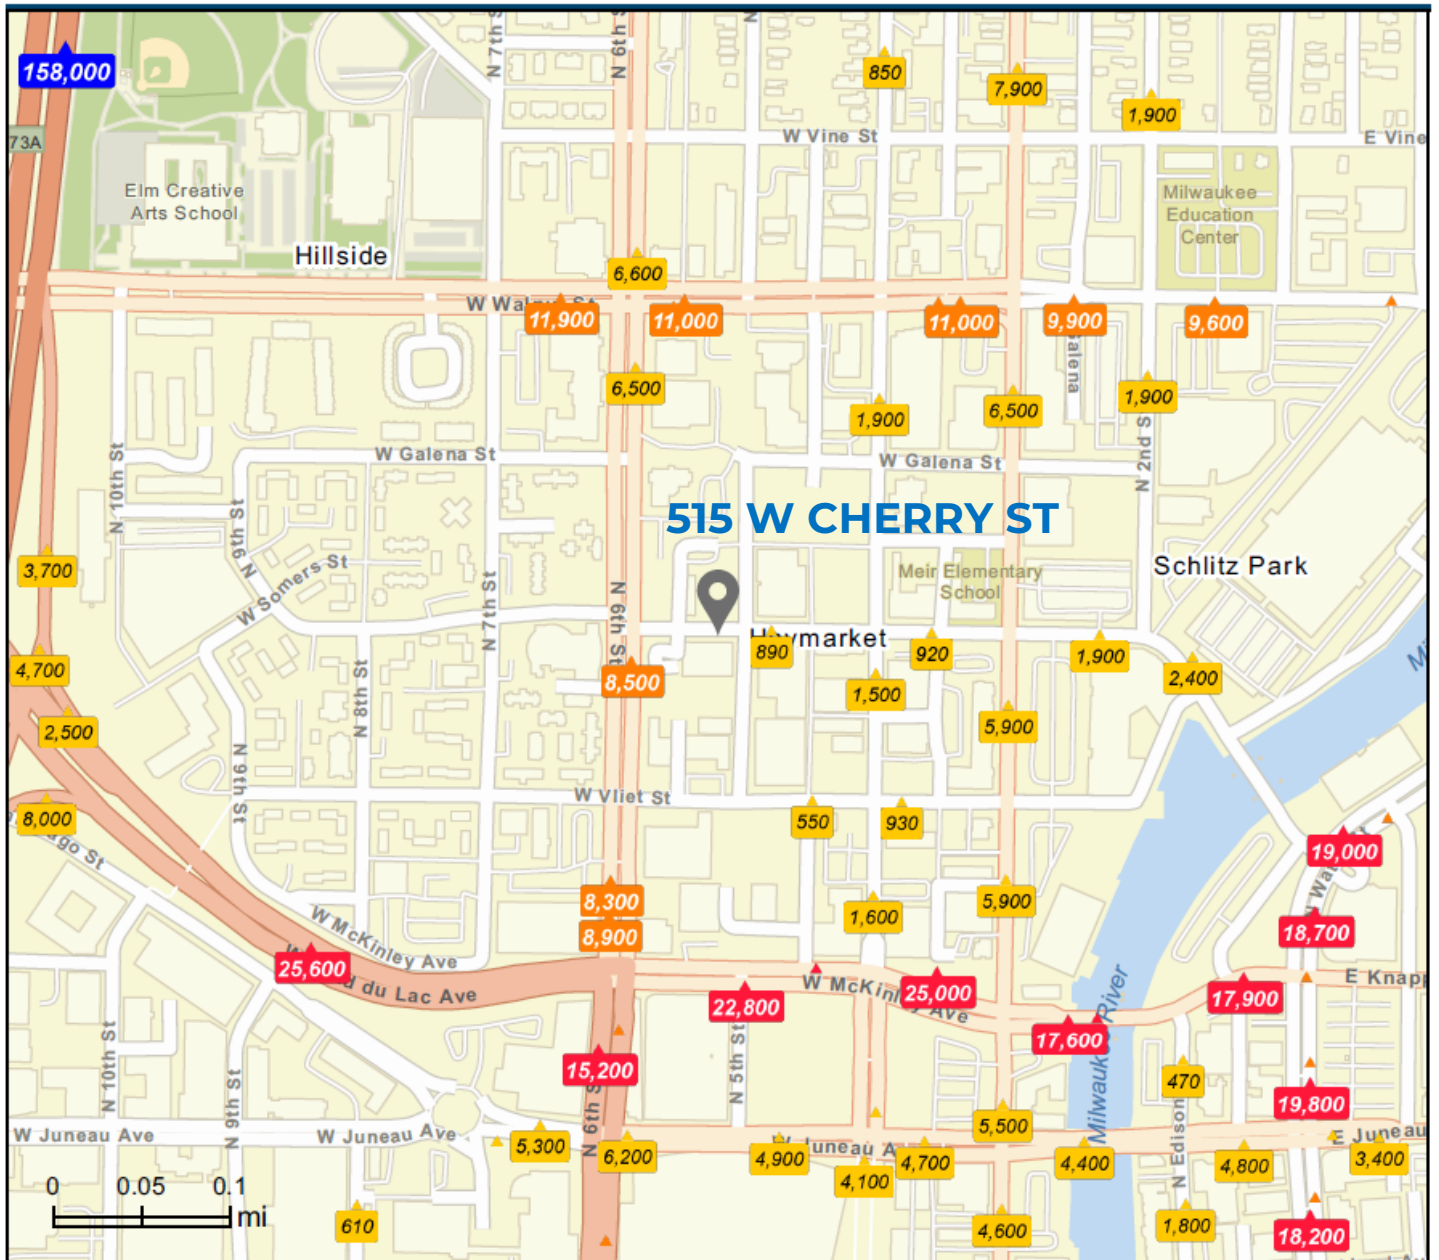 N 7th S
N 6th S
158,000
850
7,900
1,900
W Vine St
E Vine
73A
Elm Creative
Arts School
Milwaukee
Education
Center
Hillside
6,600
11,900
11,000
11,000
9,900
9,600
Galena
6,500
1,900
6,500
1,900
W Galena St
W Galena St
N 10th St
N 2nd S
515 W CHERRY ST
N 9th St
N
3,700
W Somers St
N 7th St
N 6th St
Meir Elementary
School
Schlitz Park
890
920
1,900
2,400
4,700
8,500
1,500
N 8th St
2,500
5,900
N 9th St
W Vliet St
8,000
550
930
ago St
19,000
8,300
8,900
1,600
5,900
18,700
W McKinley Ave
25,600
d du Lac Ave
22,800
W McKinley Ave
25,000
17,900
E Knapp
17,600
Milwaukee River
15,200
N 5th St
N 10th St
N 9th St
N 6th S
470
19,800
N Edison
W Juneau Ave
W Juneau Ave
5,300
6,200
4,900
W Juneau A
4,100
4,700
5,500
4,400
4,800
E Juneau
3,400
0 0.05 0.1
mi
610
4,600
1,800
18,200